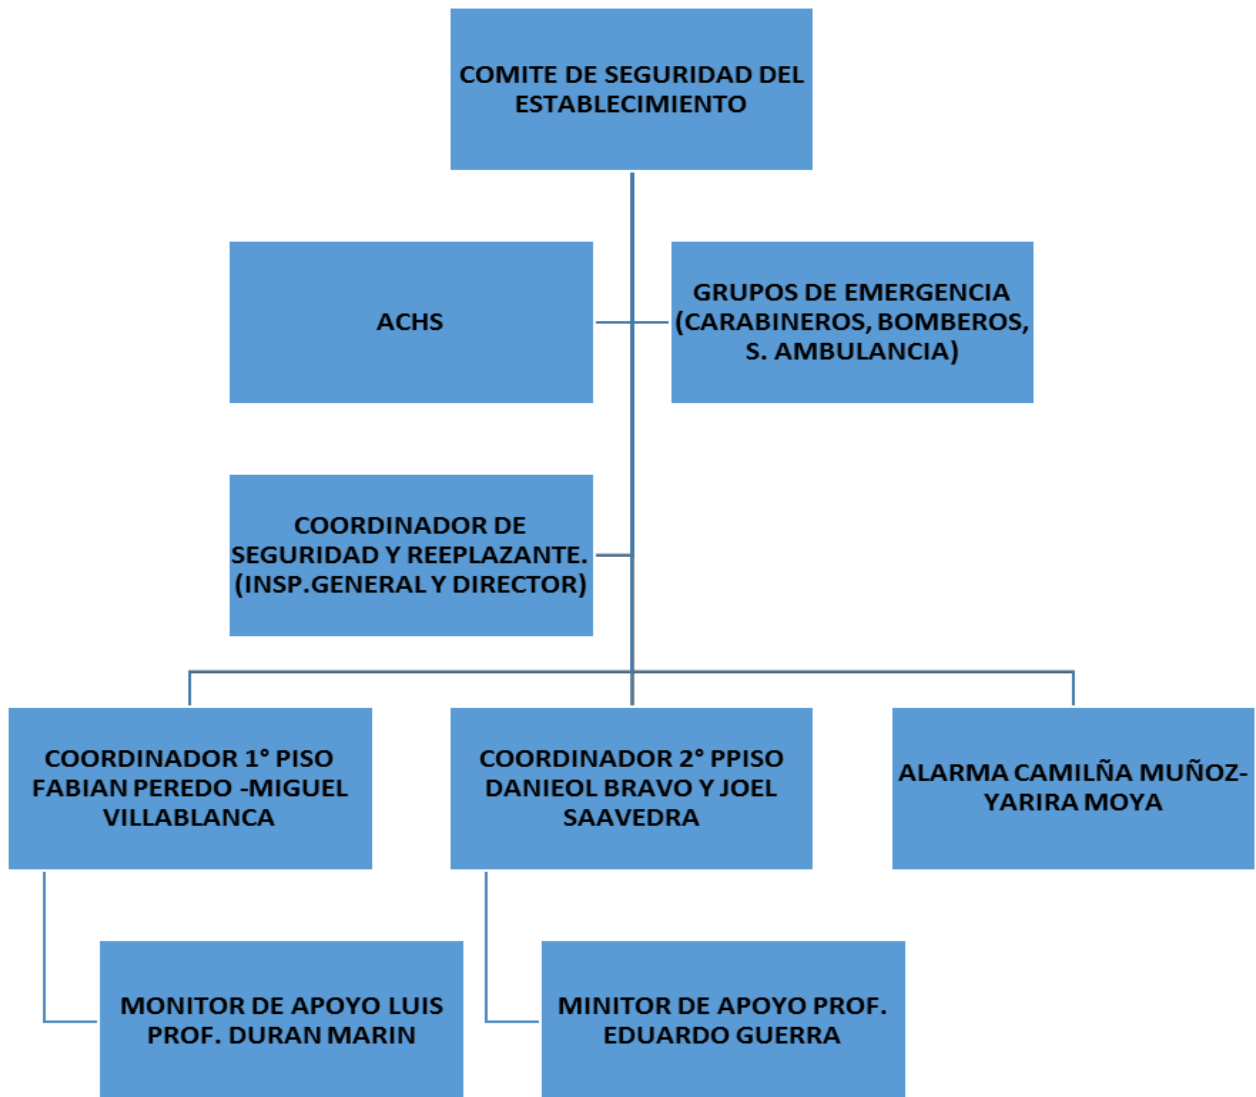 COMITE DE SEGURIDAD DEL
ESTABLECIMIENTO
ACHS
GRUPOS DE EMERGENCIA
(CARABINEROS, BOMBEROS,
S. AMBULANCIA)
COORDINADOR DE
SEGURIDAD Y REEPLAZANTE.
(INSP.GENERAL Y DIRECTOR)
COORDINADOR 1° PISO
FABIAN PEREDO -MIGUEL
VILLABLANCA
COORDINADOR 2° PPISO
DANIEOL BRAVO Y JOEL
SAAVEDRA
ALARMA CAMILÑA MUÑOZ-
YARIRA MOYA
MONITOR DE APOYO LUIS
PROF. DURAN MARIN
MINITOR DE APOYO PROF.
EDUARDO GUERRA